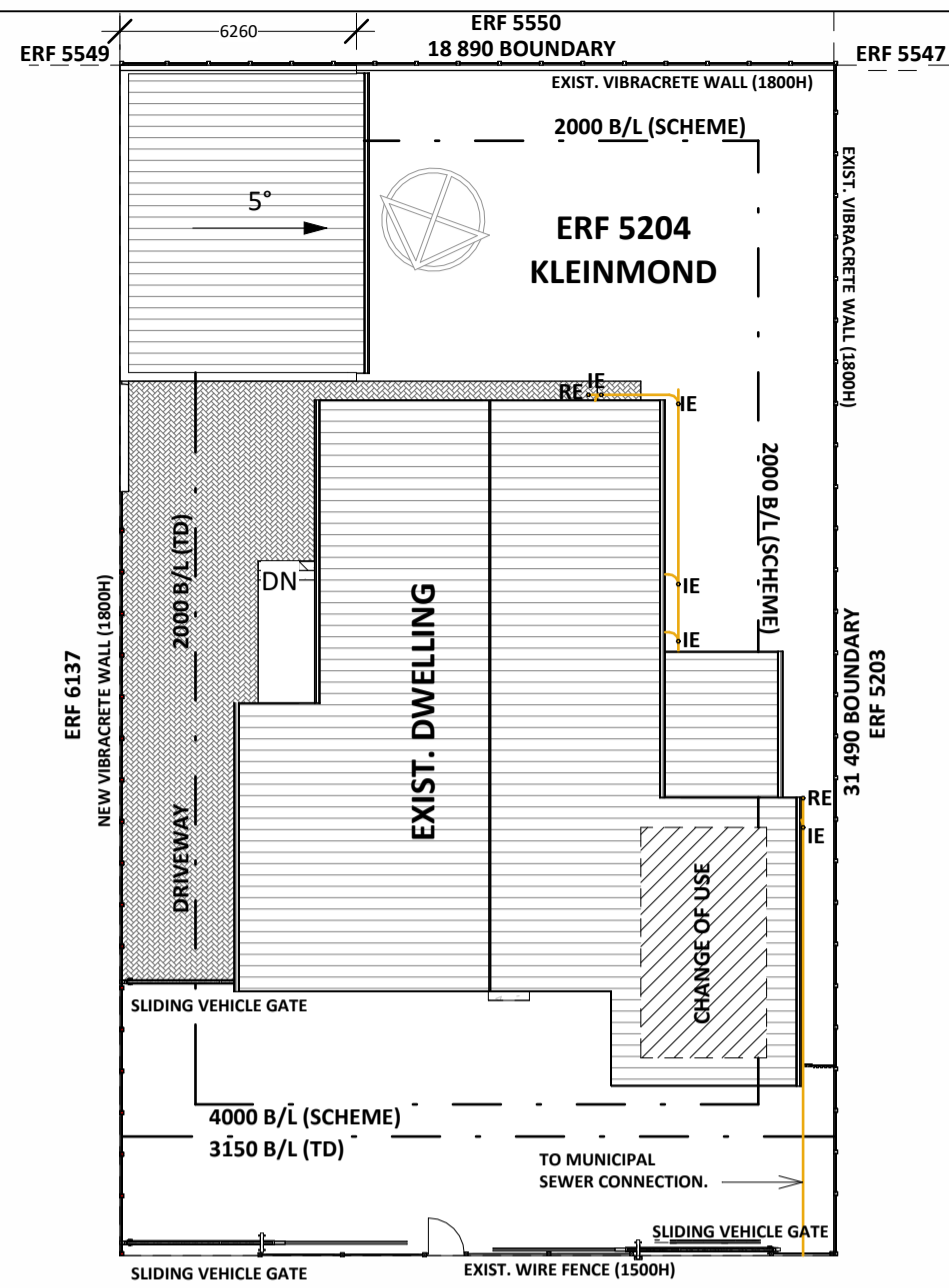 6260
ERF 5550
18 890 BOUNDARY
ERF 5549
ERF 5547
EXIST. VIBRACRETE WALL (1800H)
2000 B/L (SCHEME)
EXIST. VIBRACRETE WALL (1800H)
5°
ERF 5204
KLEINMOND
IE
RE
IE
2000 B/L (TD)
2000 B/L (SCHEME)
DN
IE
IE
EXIST. DWELLING
ERF 6137
NEW VIBRACRETE WALL (1800H)
31 490 BOUNDARY
ERF 5203
DRIVEWAY
RE
IE
CHANGE OF USE
SLIDING VEHICLE GATE
4000 B/L (SCHEME)
3150 B/L (TD)
TO MUNICIPAL
SEWER CONNECTION.
SLIDING VEHICLE GATE
SLIDING VEHICLE GATE
EXIST. WIRE FENCE (1500H)